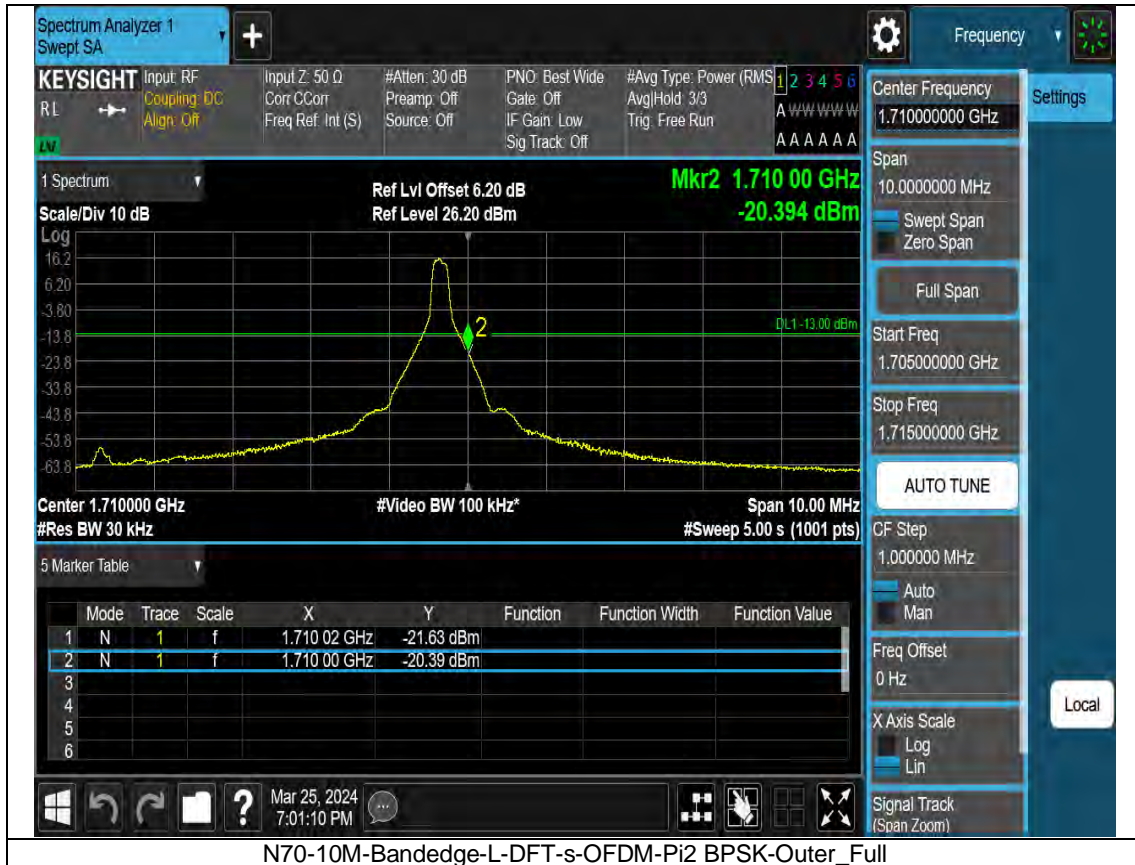 Spectrum Analyzer 1
Swept SA
+
Frequency
KEYSIGHT
RL
Input: RF
Coupling: DC
Align: Off
Input Z: 50 Ω
Corr CCorr
Freq Ref: Int (S)
#Atten: 30 dB
Preamp: Off
Source: Off
PNO: Best Wide
Gate: Off
IF Gain: Low
Sig Track: Off
#Avg Type: Power (RMS
Avg|Hold: 3/3
Trig: Free Run
1 2 3 4 5 6
A W W W W W
A A A A A A
1 Spectrum
Scale/Div 10 dB
Ref Lvl Offset 6.20 dB
Ref Level 26.20 dBm
Mkr2 1.710 00 GHz
-20.394 dBm
Log
16.2
6.20
-3.80
-13.8
-23.8
-33.8
-43.8
-53.8
-63.8
2
DL1 -13.00 dBm
Center 1.710000 GHz
#Video BW 100 kHz*
Span 10.00 MHz
#Res BW 30 kHz
#Sweep 5.00 s (1001 pts)
5 Marker Table
Mode Trace Scale X Y Function Function Width Function Value
1 N 1 f 1.710 02 GHz -21.63 dBm
2 N 1 f 1.710 00 GHz -20.39 dBm
3
4
5
6
?
Mar 25, 2024
7:01:10 PM
Center Frequency
1.710000000 GHz
Settings
Span
10.0000000 MHz
Swept Span
Zero Span
Full Span
Start Freq
1.705000000 GHz
Stop Freq
1.715000000 GHz
AUTO TUNE
CF Step
1.000000 MHz
Auto
Man
Freq Offset
0 Hz
X Axis Scale
Log
Lin
Local
Signal Track
(Span Zoom)
N70-10M-Bandedge-L-DFT-s-OFDM-Pi2 BPSK-Outer_Full